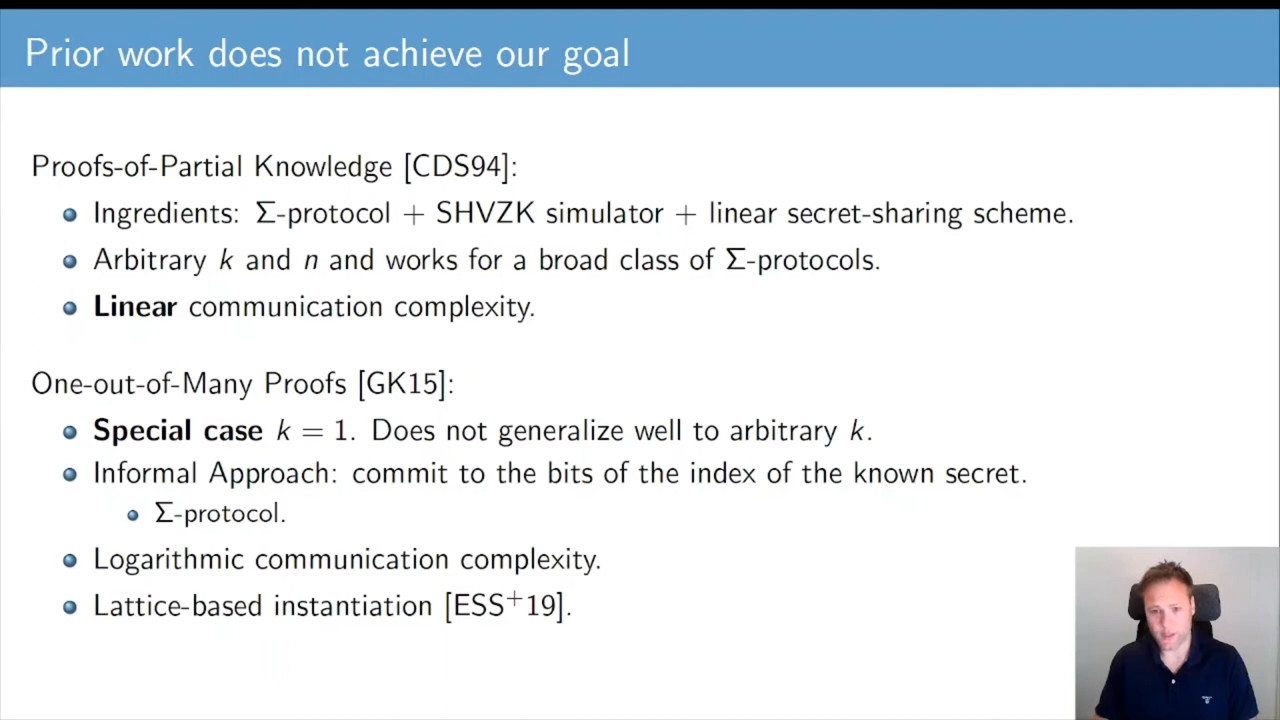 Prior work does not achieve our goal
Proofs-of-Partial Knowledge [CDS94]:
Ingredients: Σ-protocol + SHVZK simulator + linear secret-sharing scheme.
Arbitrary k and n and works for a broad class of Σ-protocols.
Linear communication complexity.
One-out-of-Many Proofs [GK15]:
Special case k = 1. Does not generalize well to arbitrary k.
Informal Approach: commit to the bits of the index of the known secret.
Σ-protocol.
Logarithmic communication complexity.
Lattice-based instantiation [ESS⁺19].